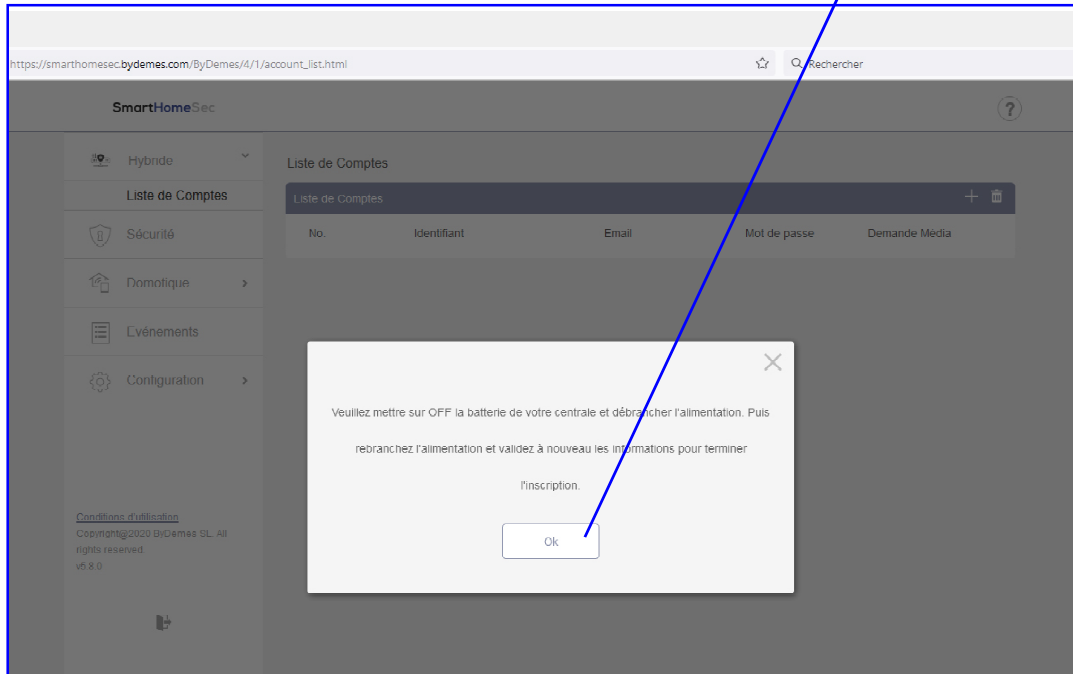 https://smarthomesec.bydemes.com/ByDemes/4/1/account_list.html
Rechercher
SmartHomeSec
?
Hybride
Liste de Comptes
Sécurité
Domotique
Événements
Configuration
Conditions d'utilisation
Copyright@2020 ByDemes SL. All
rights reserved
v5.8.0
Liste de Comptes
Liste de Comptes
No. Identifiant Email Mot de passe Demande Média
Veuillez mettre sur OFF la batterie de votre centrale et débrancher l'alimentation. Puis
rebranchez l'alimentation et validez à nouveau les informations pour terminer
l'inscription.
Ok